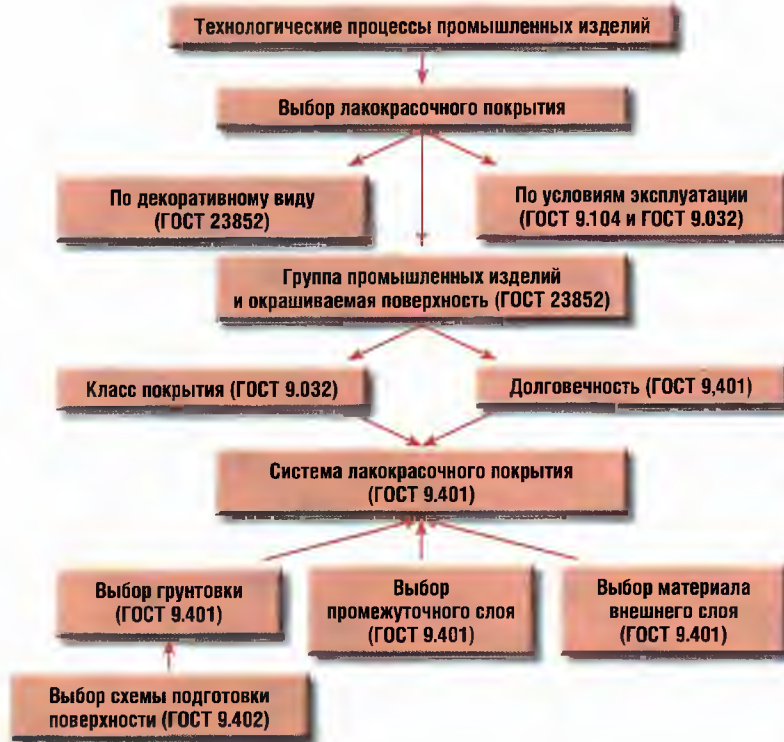 Технологические процессы промышленных изделий
Выбор лакокрасочного покрытия
По декоративному виду
(ГОСТ 23852)
По условиям эксплуатации
(ГОСТ 9.104 и ГОСТ 9.032)
Группа промышленных изделий
и окрашиваемая поверхность (ГОСТ 23852)
Класс покрытия (ГОСТ 9.032)
Долговечность (ГОСТ 9,401)
Система лакокрасочного покрытия
(ГОСТ 9.401)
Выбор грунтовки
(ГОСТ 9.401)
Выбор
промежуточного слоя
(ГОСТ 9.401)
Выбор материала
внешнего слоя
(ГОСТ 9.401)
Выбор схемы подготовки
поверхности (ГОСТ 9.402)